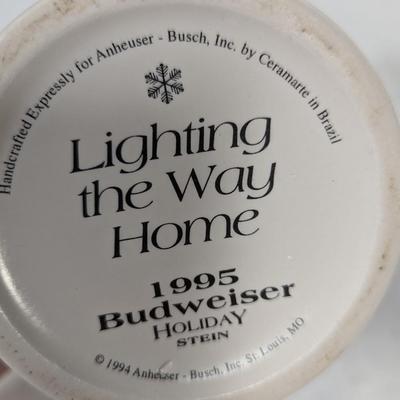 Handcrafted Expressly for Anheuser - Busch, Inc. by Ceramarte in Brazil
Lighting
the Way
Home
1995
Budweiser
HOLIDAY
STEIN
© 1994 Anheuser - Busch, Inc. St. Louis, MO